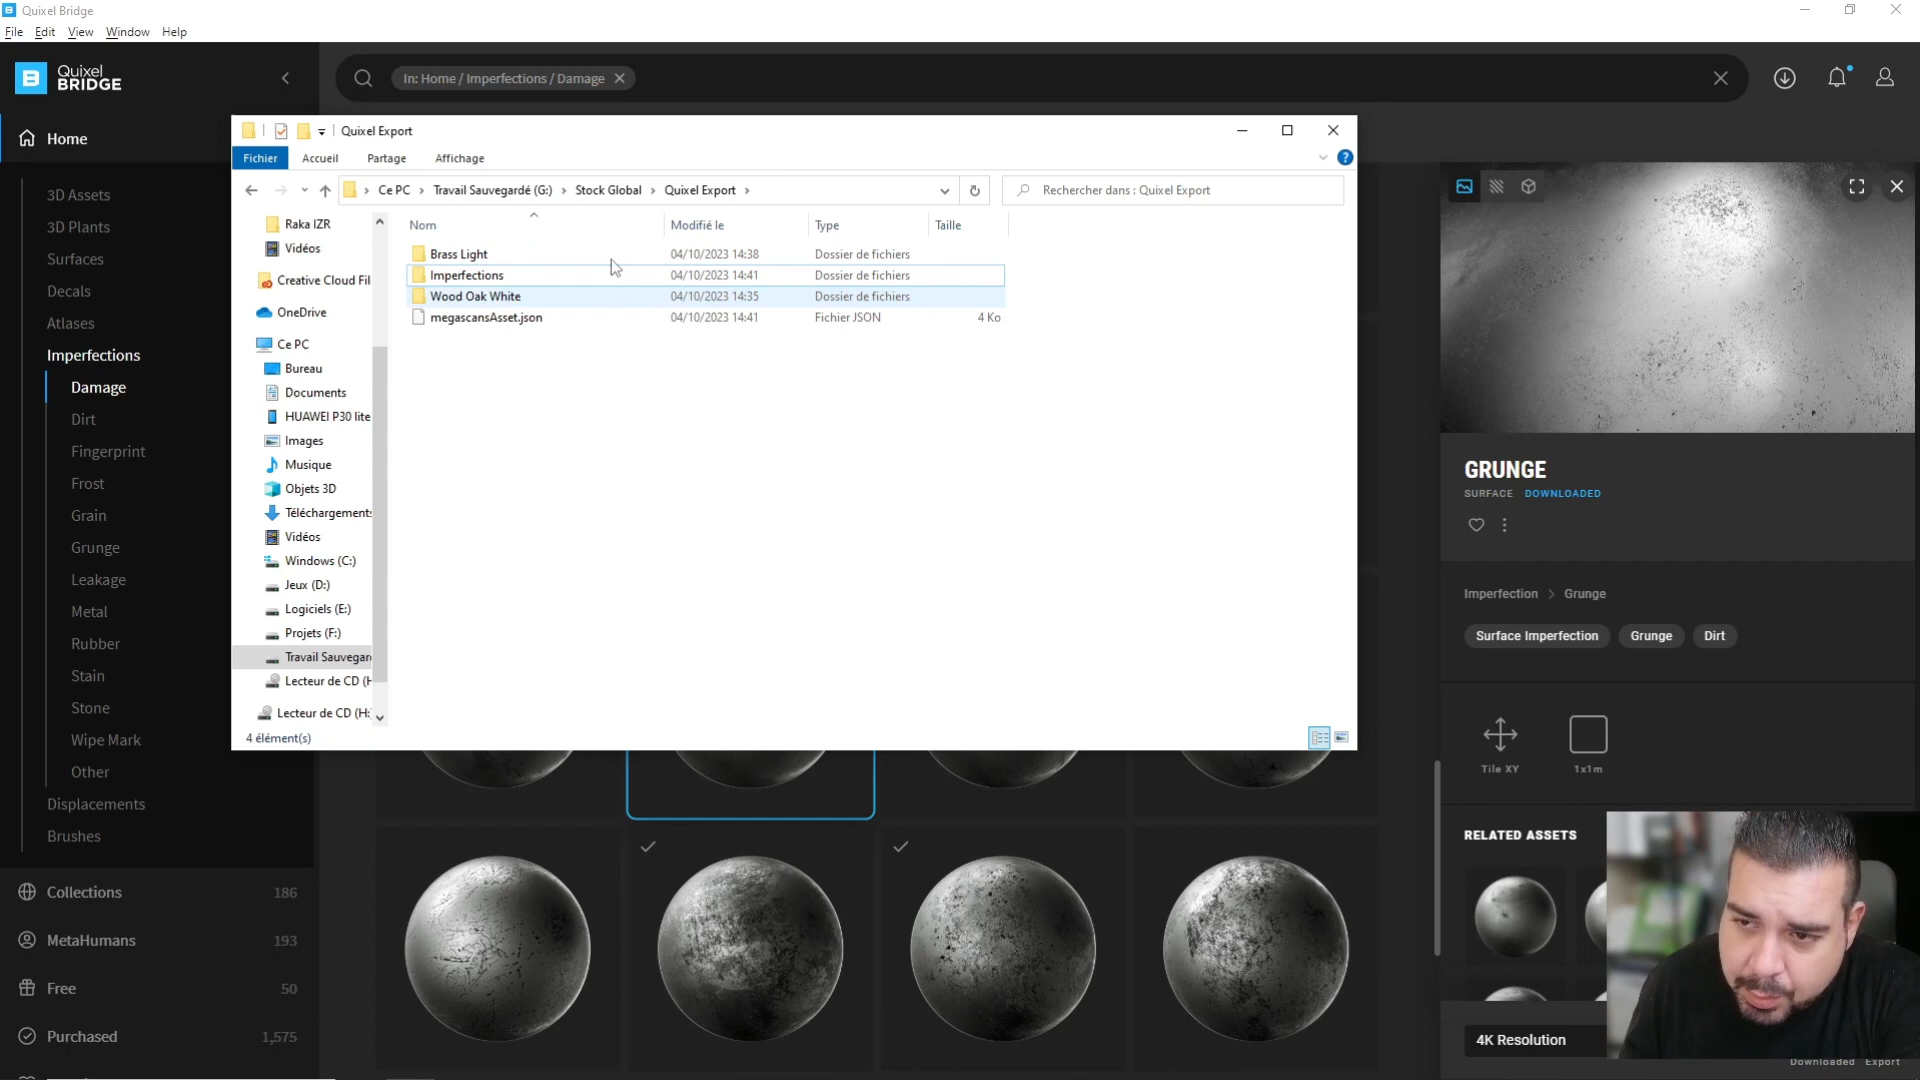 Quixel Bridge
File Edit View Window Help
Quixel
BRIDGE
In: Home / Imperfections / Damage
Home
3D Assets
3D Plants
Surfaces
Decals
Atlases
Imperfections
Damage
Dirt
Fingerprint
Frost
Grain
Grunge
Leakage
Metal
Rubber
Stain
Stone
Wipe Mark
Other
Displacements
Brushes
Collections 186
MetaHumans 193
Free 50
Purchased 1,575
Quixel Export
Fichier Accueil Partage Affichage
Ce PC > Travail Sauvegardé (G:) > Stock Global > Quixel Export >
Rechercher dans : Quixel Export
Raka IZR
Vidéos
Creative Cloud Fil
OneDrive
Ce PC
Bureau
Documents
HUAWEI P30 lite
Images
Musique
Objets 3D
Téléchargements
Vidéos
Windows (C:)
Jeux (D:)
Logiciels (E:)
Projets (F:)
Travail Sauvegar
Lecteur de CD (H
Lecteur de CD (H:
Nom Modifié le Type Taille
Brass Light 04/10/2023 14:38 Dossier de fichiers
Imperfections 04/10/2023 14:41 Dossier de fichiers
Wood Oak White 04/10/2023 14:35 Dossier de fichiers
megascansAsset.json 04/10/2023 14:41 Fichier JSON 4 Ko
4 élément(s)
GRUNGE
SURFACE DOWNLOADED
Imperfection > Grunge
Surface Imperfection Grunge Dirt
Tile XY 1x1m
RELATED ASSETS
4K Resolution
Downloaded Export